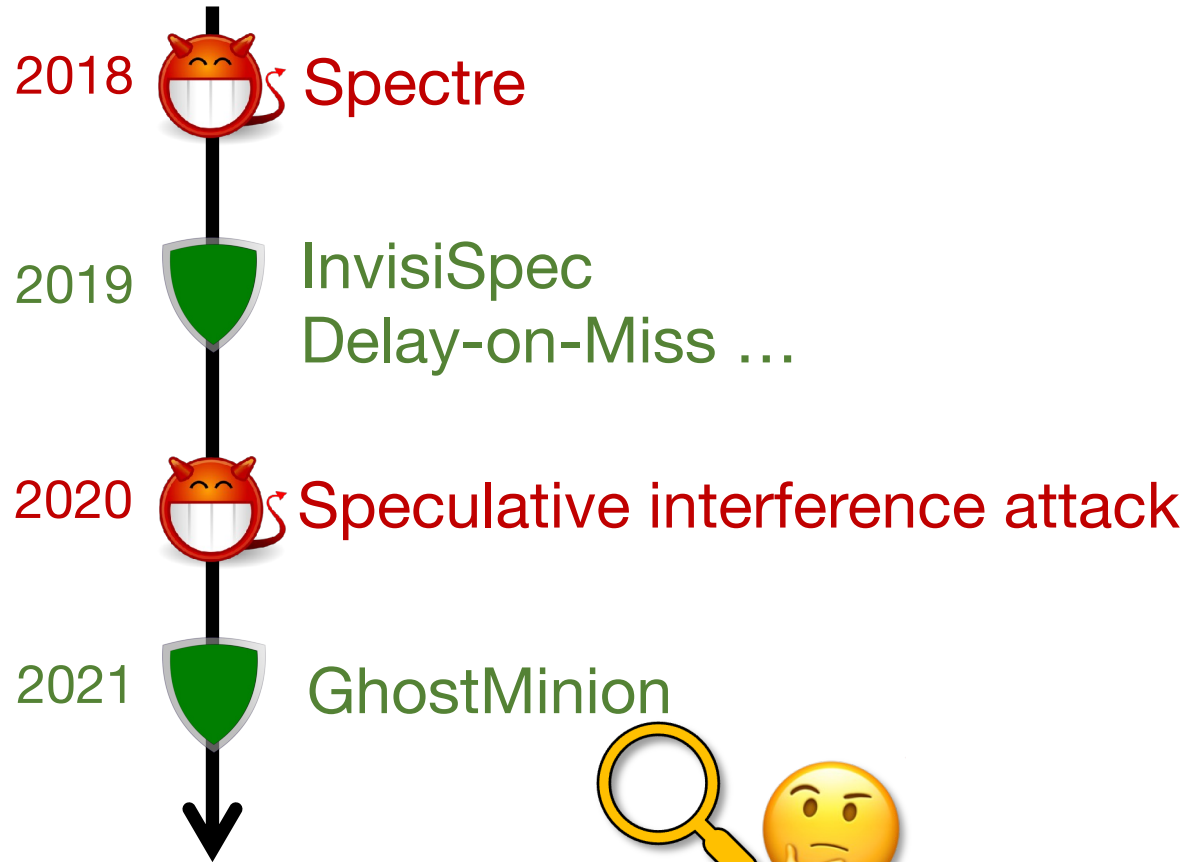 2018 Spectre
2019 InvisiSpec
Delay-on-Miss …
2020 Speculative interference attack
2021 GhostMinion